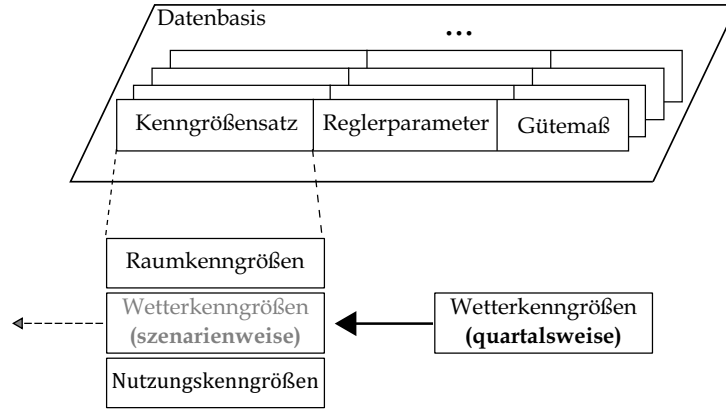 Datenbasis
...
Kenngrößensatz Reglerparameter Gütemaß
Raumkenngrößen
Wetterkenngrößen
(szenarienweise)
Wetterkenngrößen
(quartalsweise)
Nutzungskenngrößen